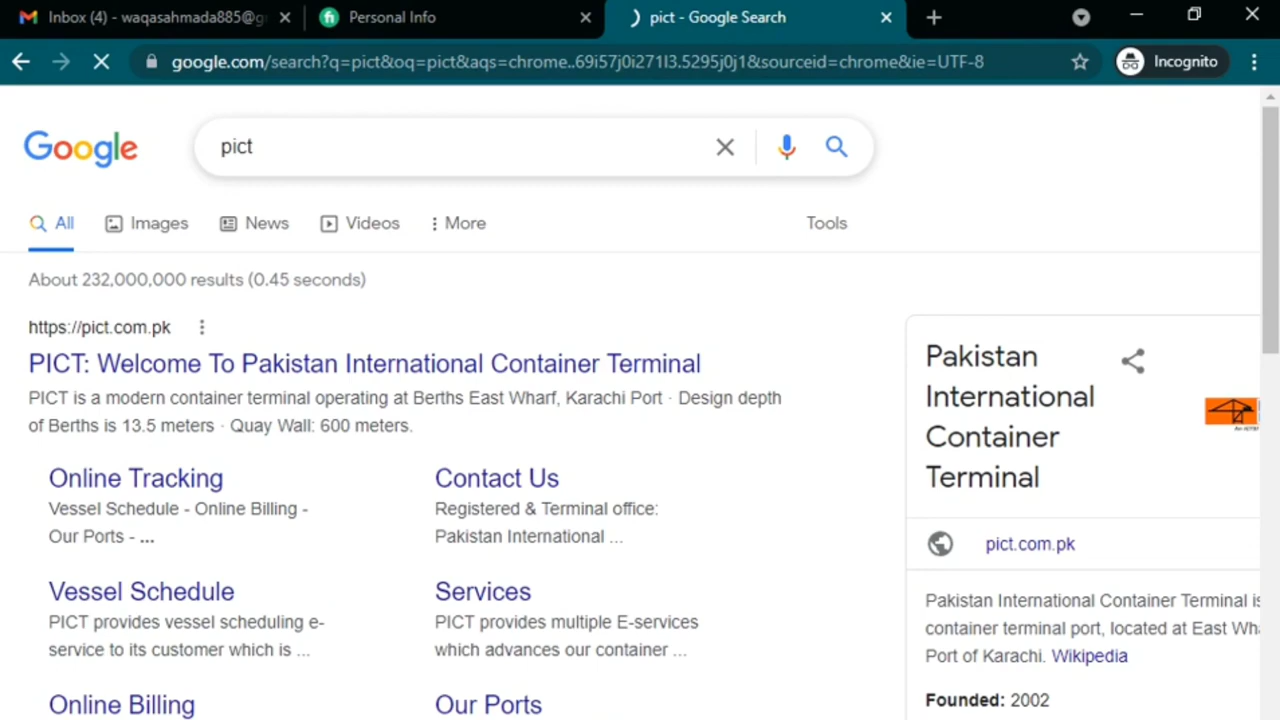 Inbox (4) - waqasahmada885@g
fi Personal Info
pict - Google Search
google.com/search?q=pict&oq=pict&aqs=chrome..69i57j0i271l3.5295j0j1&sourceid=chrome&ie=UTF-8
Incognito
Google
pict
All
Images
News
Videos
More
Tools
About 232,000,000 results (0.45 seconds)
https://pict.com.pk
PICT: Welcome To Pakistan International Container Terminal
PICT is a modern container terminal operating at Berths East Wharf, Karachi Port · Design depth
of Berths is 13.5 meters · Quay Wall: 600 meters.
Online Tracking
Vessel Schedule - Online Billing -
Our Ports - ...
Contact Us
Registered & Terminal office:
Pakistan International ...
Vessel Schedule
PICT provides vessel scheduling e-
service to its customer which is ...
Services
PICT provides multiple E-services
which advances our container ...
Online Billing
Our Ports
Pakistan
International
Container
Terminal
pict.com.pk
Pakistan International Container Terminal is
container terminal port, located at East Wha
Port of Karachi. Wikipedia
Founded: 2002